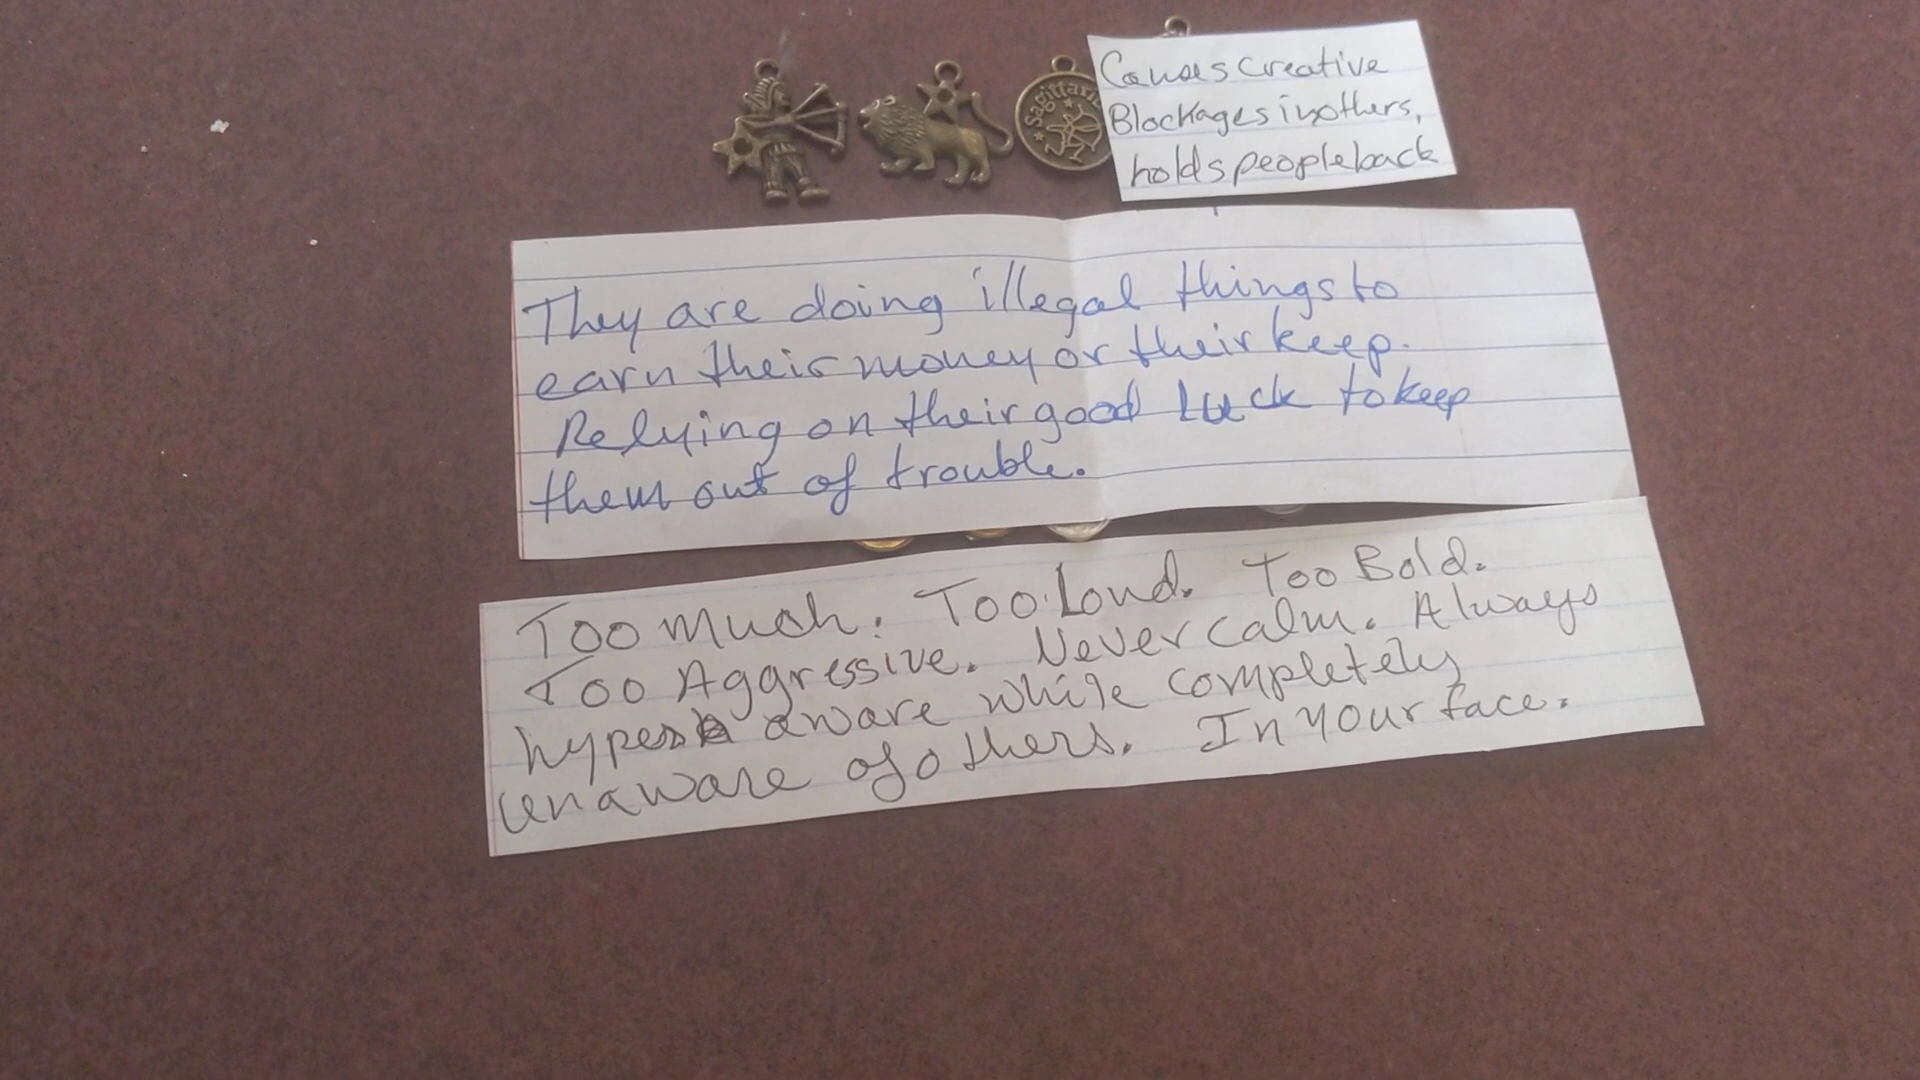 Sagittari
Causes creative
Blockages in others,
holds people back
They are doing illegal things to
earn their money or their keep.
Relying on their good luck to keep
them out of trouble.
Too much. Too Loud. Too Bold.
Too Aggressive. Never calm. Always
hyper aware while completely
unaware of others. In your face.